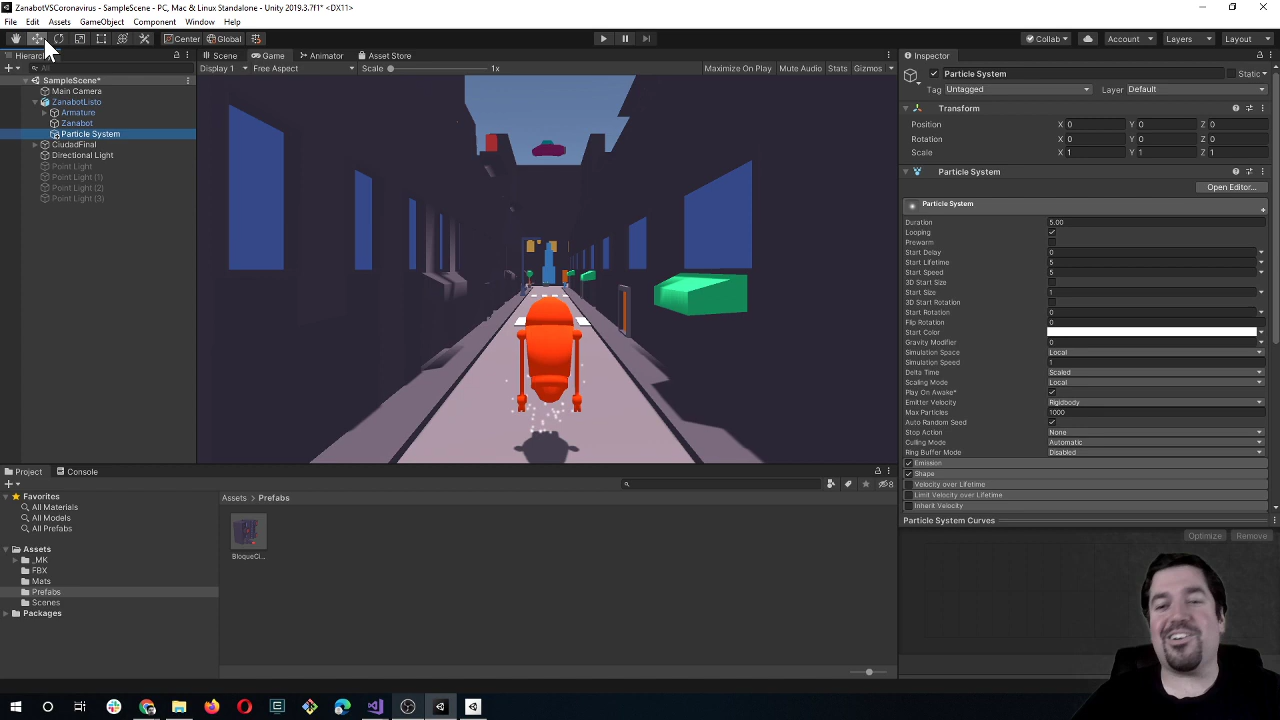 ZanabotVSCoronavirus - SampleScene - PC, Mac & Linux Standalone - Unity 2019.3.7f1* <DX11>
File Edit Assets GameObject Component Window Help
Center Global Collab Account Layers Layout
Hierarc Scene Game Animator Asset Store Inspector
All
Display 1 Free Aspect Scale 1x Maximize On Play Mute Audio Stats Gizmos
SampleScene*
Main Camera
ZanabotListo
Armature
Zanabot
Particle System
CiudadFinal
Directional Light
Point Light
Point Light (1)
Point Light (2)
Point Light (3)
Particle System Static
Tag Untagged Layer Default
Transform
Position X 0 Y 0 Z 0
Rotation X 0 Y 0 Z 0
Scale X 1 Y 1 Z 1
Particle System
Open Editor...
Particle System
Duration 5.00
Looping
Prewarm
Start Delay 0
Start Lifetime 5
Start Speed 5
3D Start Size
Start Size 1
3D Start Rotation
Start Rotation 0
Flip Rotation 0
Start Color
Gravity Modifier 0
Simulation Space Local
Simulation Speed 1
Delta Time Scaled
Scaling Mode Local
Play On Awake*
Emitter Velocity Rigidbody
Max Particles 1000
Auto Random Seed
Stop Action None
Culling Mode Automatic
Ring Buffer Mode Disabled
Emission
Shape
Velocity over Lifetime
Limit Velocity over Lifetime
Inherit Velocity
Particle System Curves
Optimize Remove
Project Console
8
Favorites
All Materials
All Models
All Prefabs
Assets
_MK
FBX
Mats
Prefabs
Scenes
Packages
Assets > Prefabs
BloqueCi...